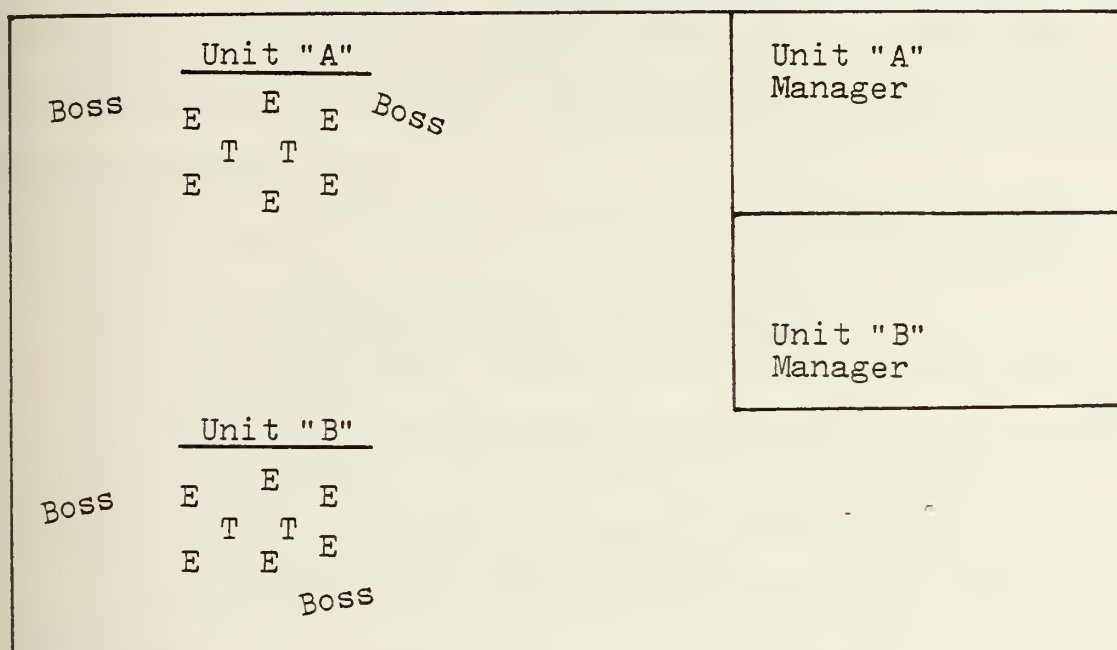 Unit "A"
Boss E E E Boss
T T
E E E
Unit "A"
Manager
Unit "B"
Manager
Unit "B"
Boss E E E
T T
E E E
Boss